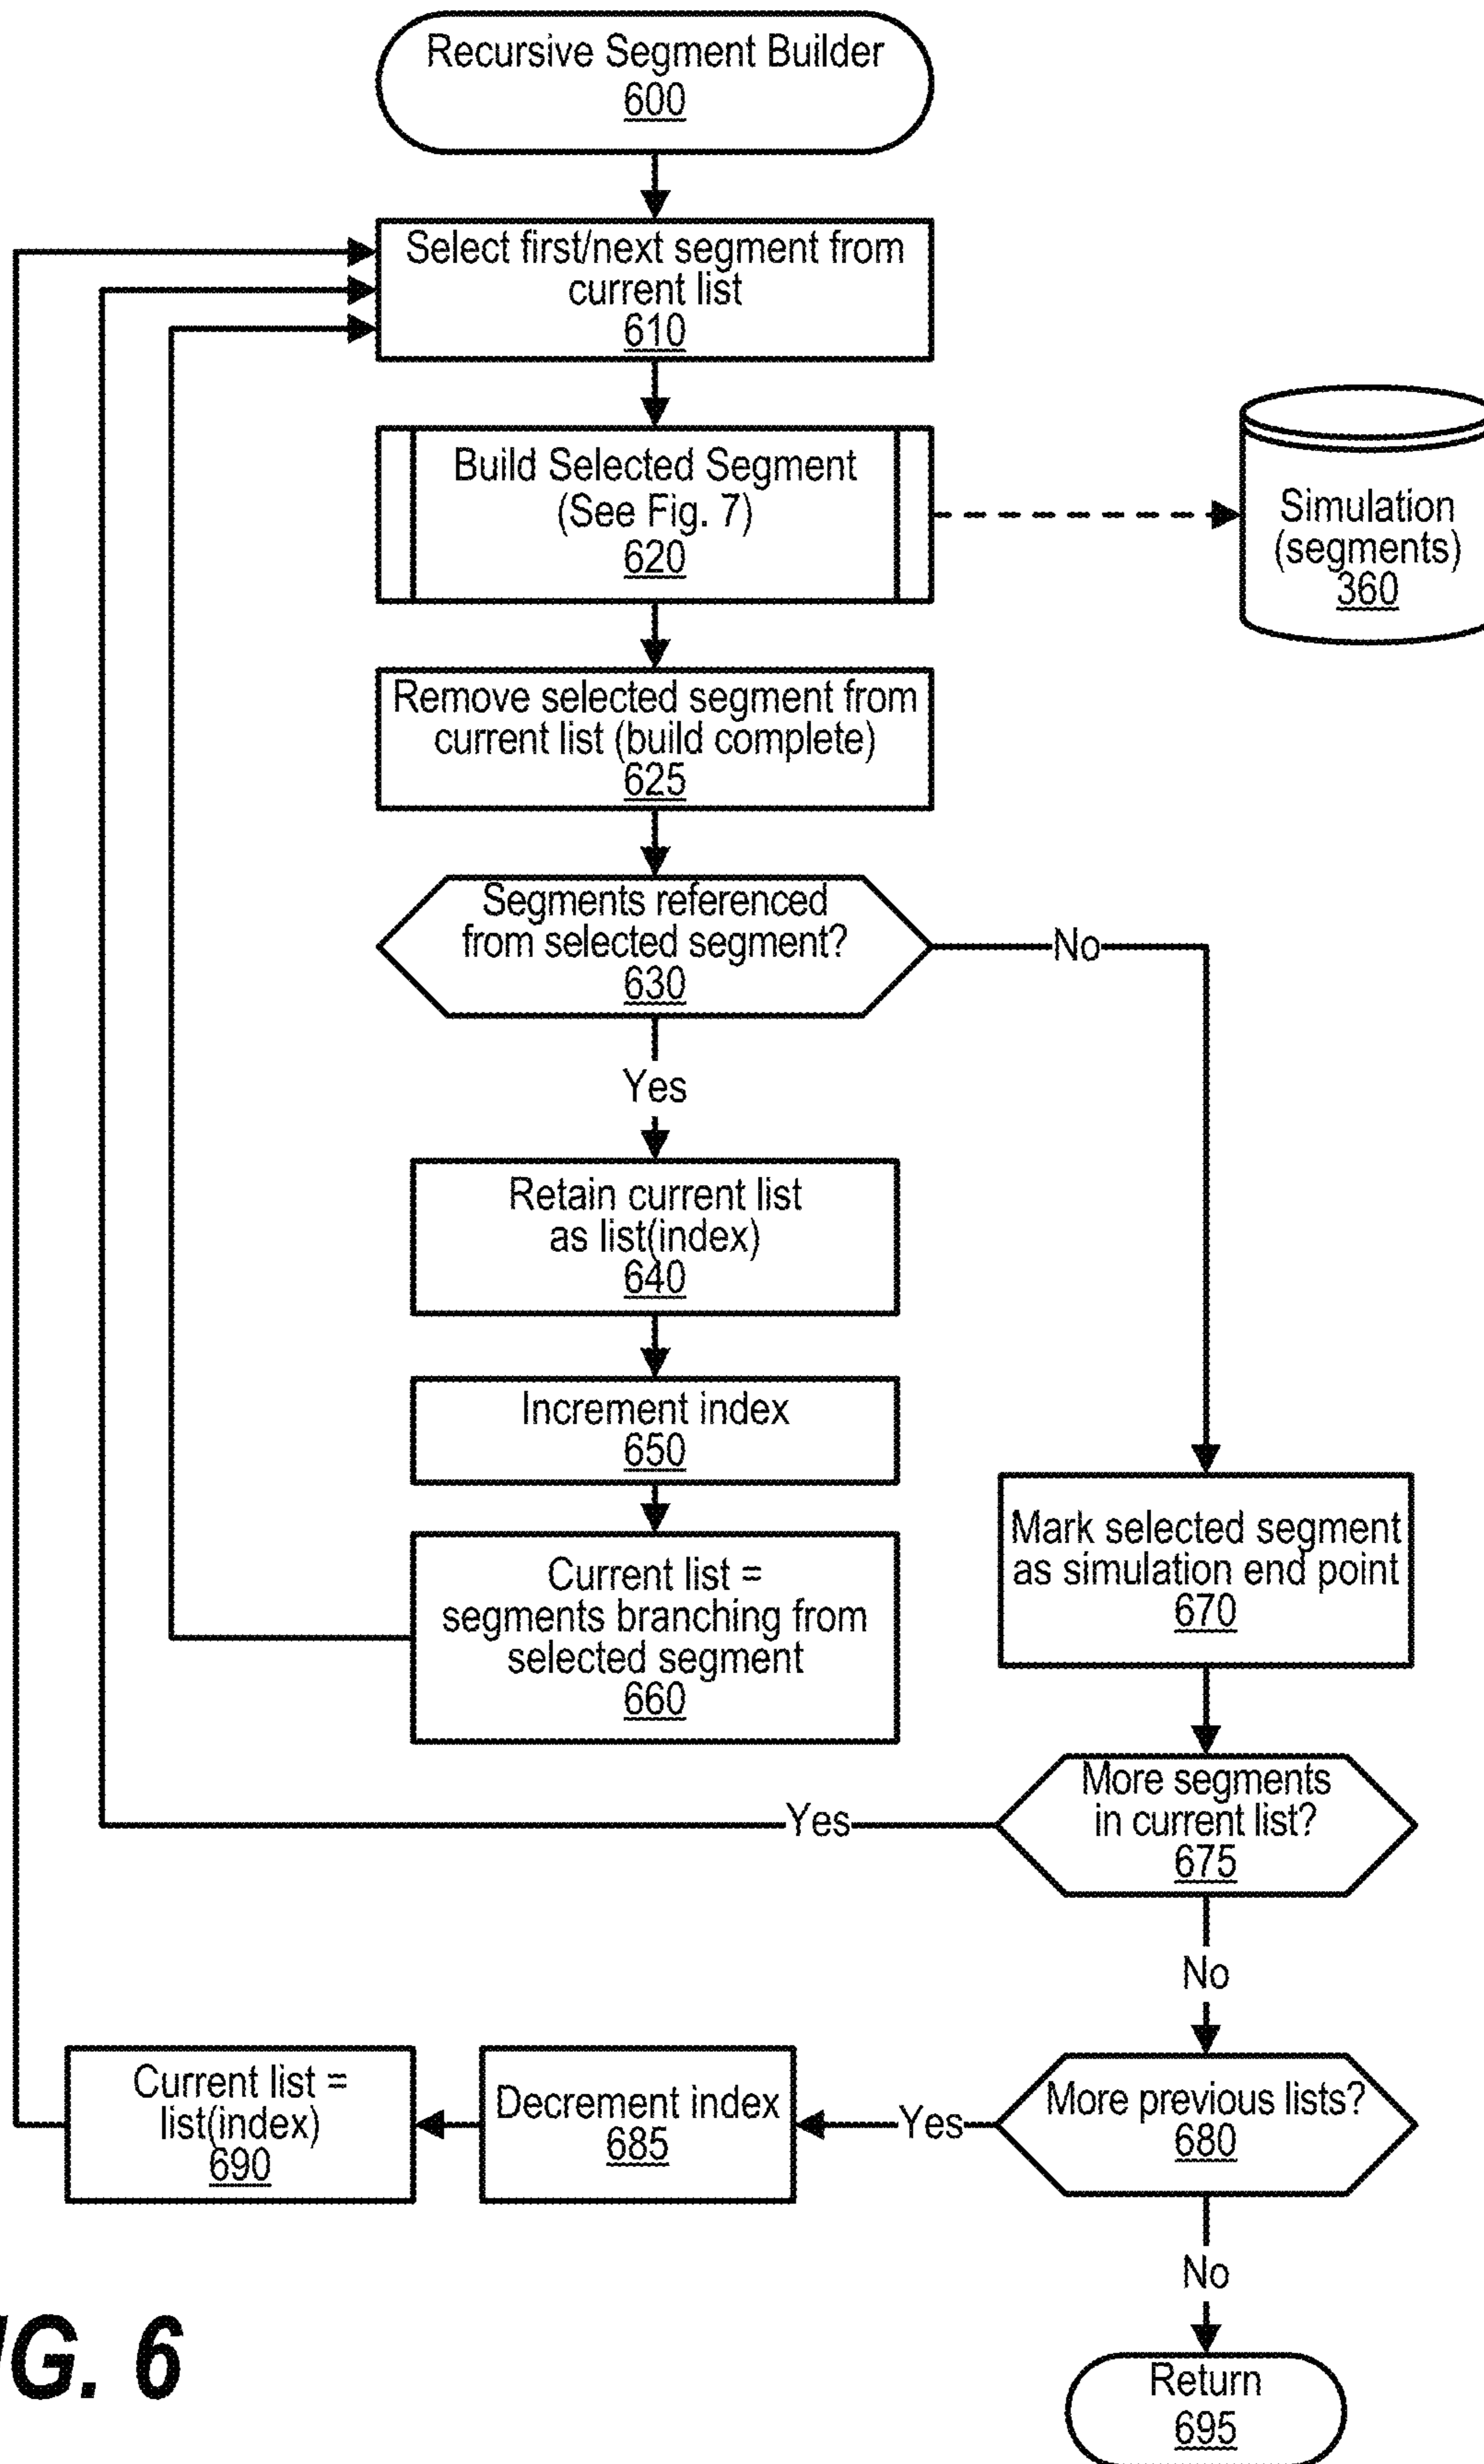 Recursive Segment Builder
600
Select first/next segment from
current list
610
Build Selected Segment
(See Fig. 7)
620
Simulation
(segments)
360
Remove selected segment from
current list (build complete)
625
Segments referenced
from selected segment?
630
No
Yes
Retain current list
as list(index)
640
Increment index
650
Current list =
segments branching from
selected segment
660
Mark selected segment
as simulation end point
670
More segments
in current list?
675
Yes
No
More previous lists?
680
Yes
Decrement index
685
Current list =
list(index)
690
No
Return
695
G. 6